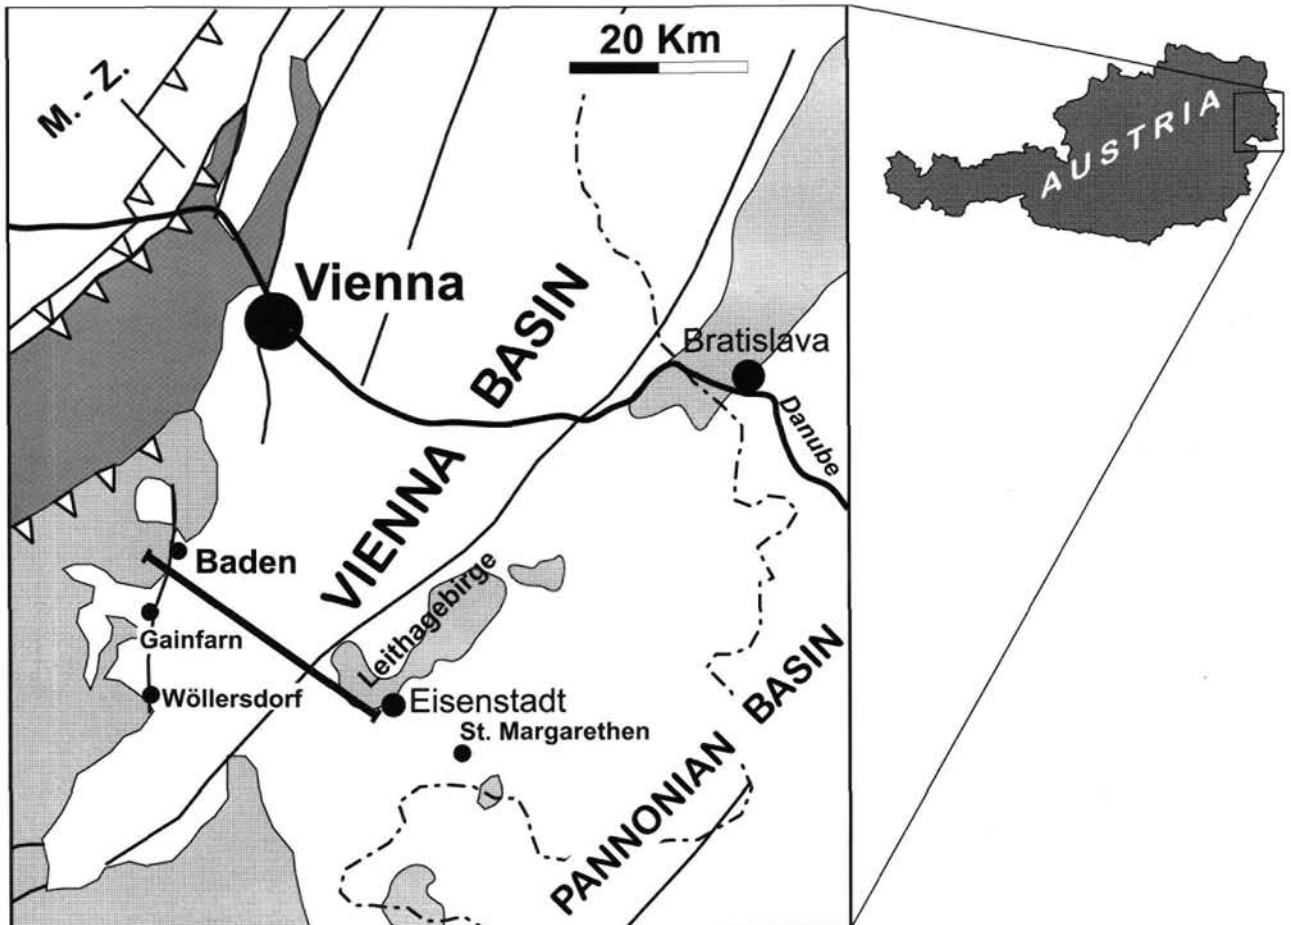 20 Km
M. - Z.
AUSTRIA
Vienna
BASIN
Bratislava
Danube
VIENNA
Baden
Leithagebirge
Gainfarn
BASIN
Wöllersdorf
Eisenstadt
St. Margarethen
PANNONIAN